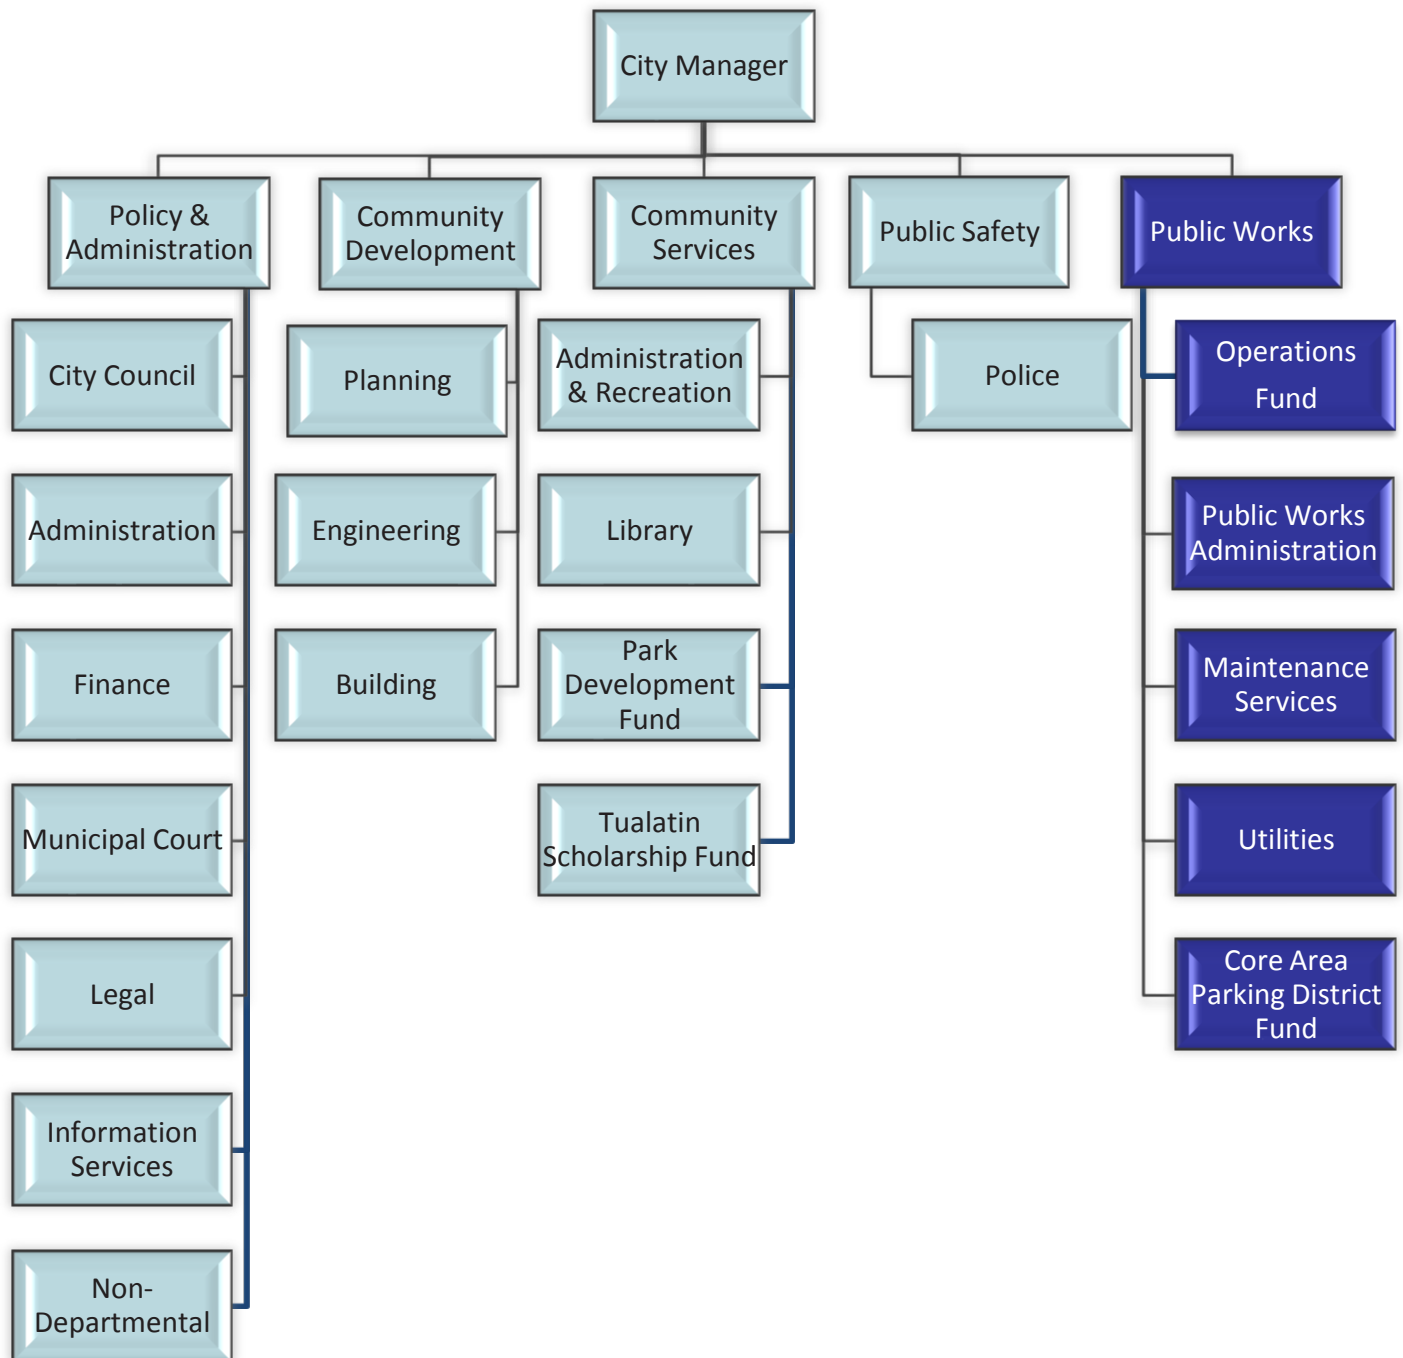 City Manager
Policy &
Administration
Community
Development
Community
Services
Public Safety
Public Works
City Council
Administration
Finance
Municipal Court
Legal
Information
Services
Non-
Departmental
Planning
Engineering
Building
Administration
& Recreation
Library
Park
Development
Fund
Tualatin
Scholarship Fund
Police
Operations
Fund
Public Works
Administration
Maintenance
Services
Utilities
Core Area
Parking District
Fund